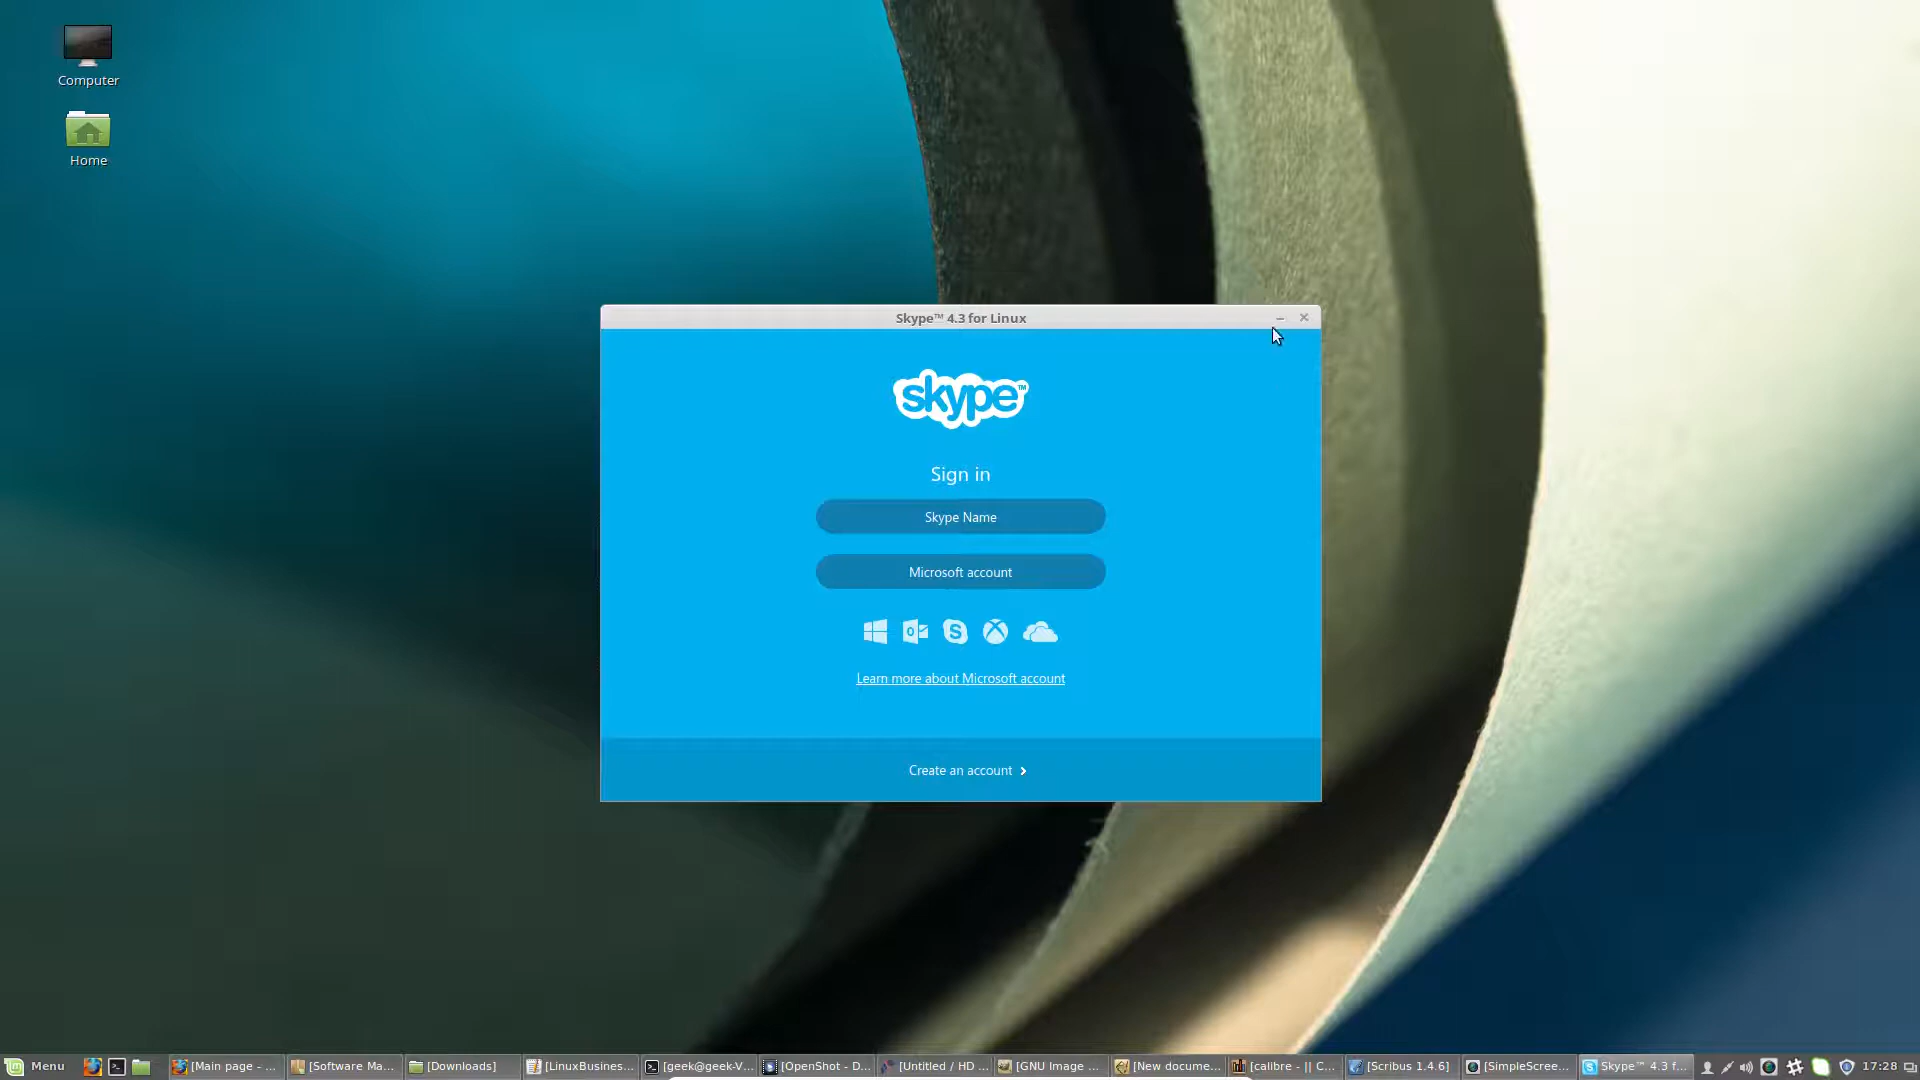 Computer
Home
Skype™ 4.3 for Linux
skype™
Sign in
Skype Name
Microsoft account
Learn more about Microsoft account
Create an account
Menu
[Main page - ...
[Software Ma...
[Downloads]
[LinuxBusines...
[geek@geek-V...
[OpenShot - D...
[Untitled / HD ...
[GNU Image ...
[New docume...
[calibre - || C...
[Scribus 1.4.6]
[SimpleScree...
Skype™ 4.3 f...
17:28